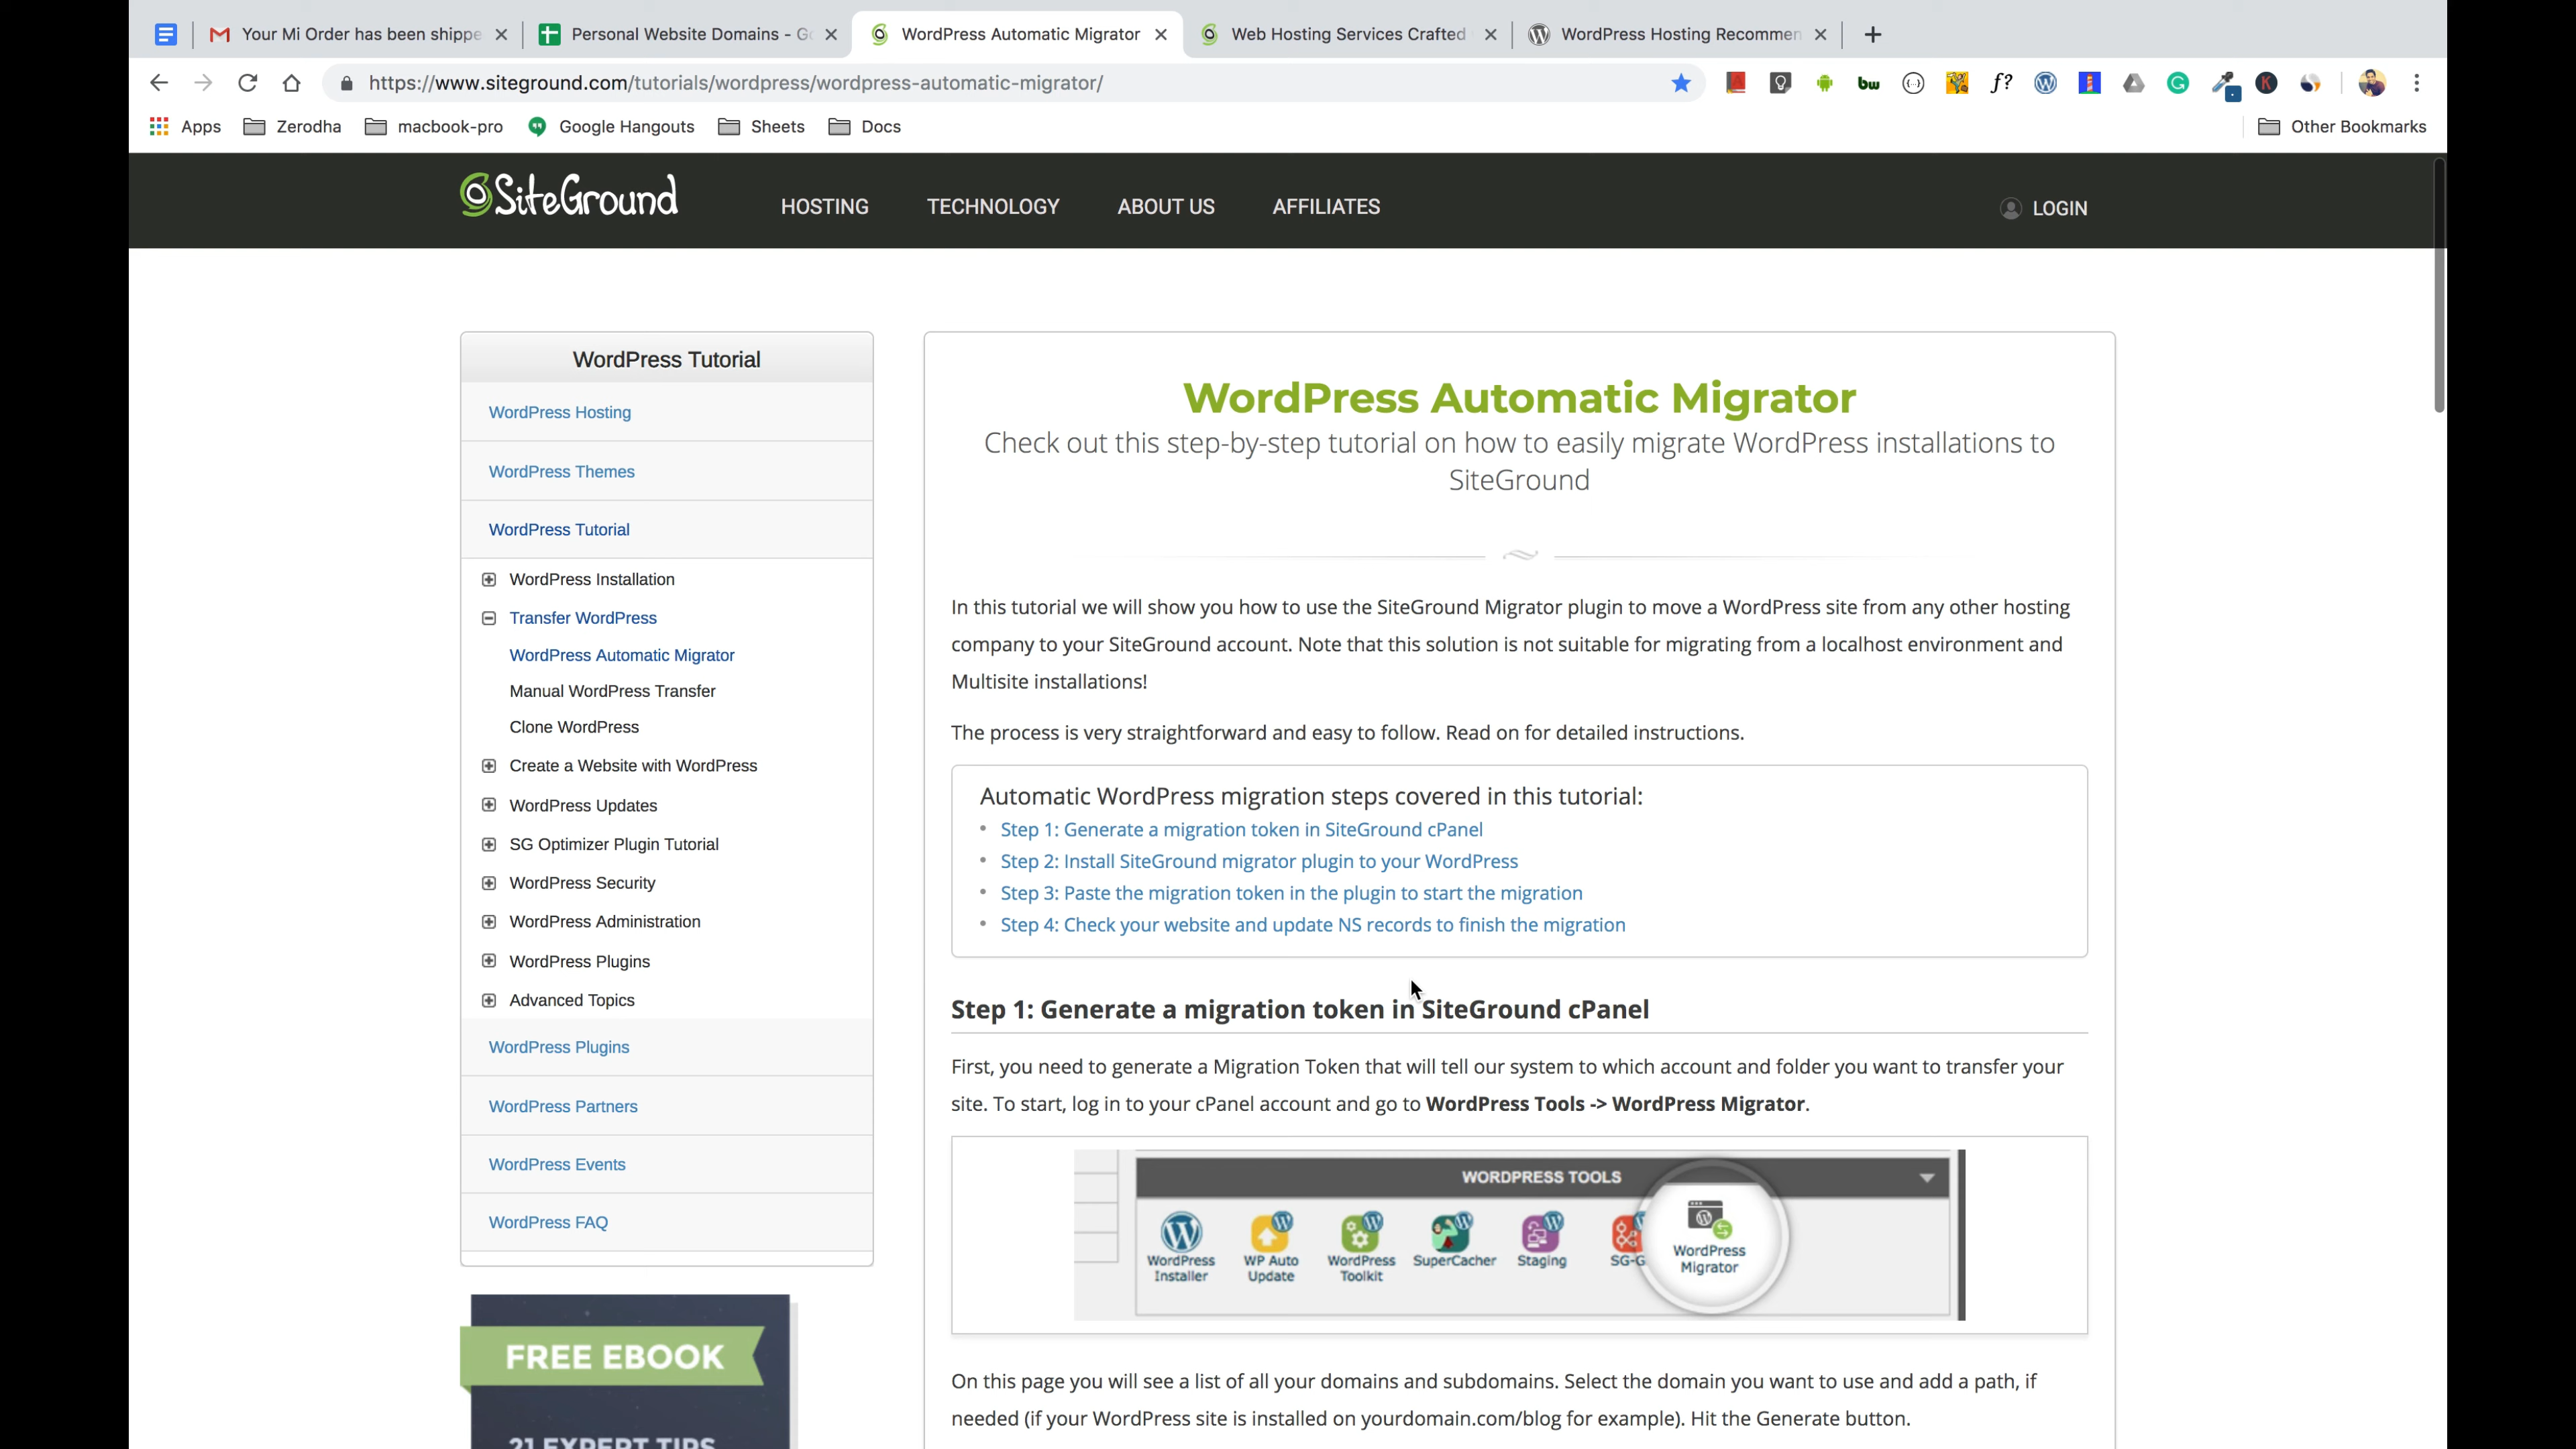 Your Mi Order has been shippe
Personal Website Domains - Go
WordPress Automatic Migrator
Web Hosting Services Crafted
WordPress Hosting Recommen
https://www.siteground.com/tutorials/wordpress/wordpress-automatic-migrator/
Apps
Zerodha
macbook-pro
Google Hangouts
Sheets
Docs
Other Bookmarks
SiteGround
HOSTING
TECHNOLOGY
ABOUT US
AFFILIATES
LOGIN
WordPress Tutorial
WordPress Hosting
WordPress Themes
WordPress Tutorial
WordPress Installation
Transfer WordPress
WordPress Automatic Migrator
Manual WordPress Transfer
Clone WordPress
Create a Website with WordPress
WordPress Updates
SG Optimizer Plugin Tutorial
WordPress Security
WordPress Administration
WordPress Plugins
Advanced Topics
WordPress Plugins
WordPress Partners
WordPress Events
WordPress FAQ
FREE EBOOK
21 EXPERT TIPS
WordPress Automatic Migrator
Check out this step-by-step tutorial on how to easily migrate WordPress installations to
SiteGround
In this tutorial we will show you how to use the SiteGround Migrator plugin to move a WordPress site from any other hosting
company to your SiteGround account. Note that this solution is not suitable for migrating from a localhost environment and
Multisite installations!
The process is very straightforward and easy to follow. Read on for detailed instructions.
Automatic WordPress migration steps covered in this tutorial:
• Step 1: Generate a migration token in SiteGround cPanel
• Step 2: Install SiteGround migrator plugin to your WordPress
• Step 3: Paste the migration token in the plugin to start the migration
• Step 4: Check your website and update NS records to finish the migration
Step 1: Generate a migration token in SiteGround cPanel
First, you need to generate a Migration Token that will tell our system to which account and folder you want to transfer your
site. To start, log in to your cPanel account and go to WordPress Tools -> WordPress Migrator.
WORDPRESS TOOLS
WordPress Installer
WP Auto Update
WordPress Toolkit
SuperCacher
Staging
SG-G
WordPress Migrator
On this page you will see a list of all your domains and subdomains. Select the domain you want to use and add a path, if
needed (if your WordPress site is installed on yourdomain.com/blog for example). Hit the Generate button.